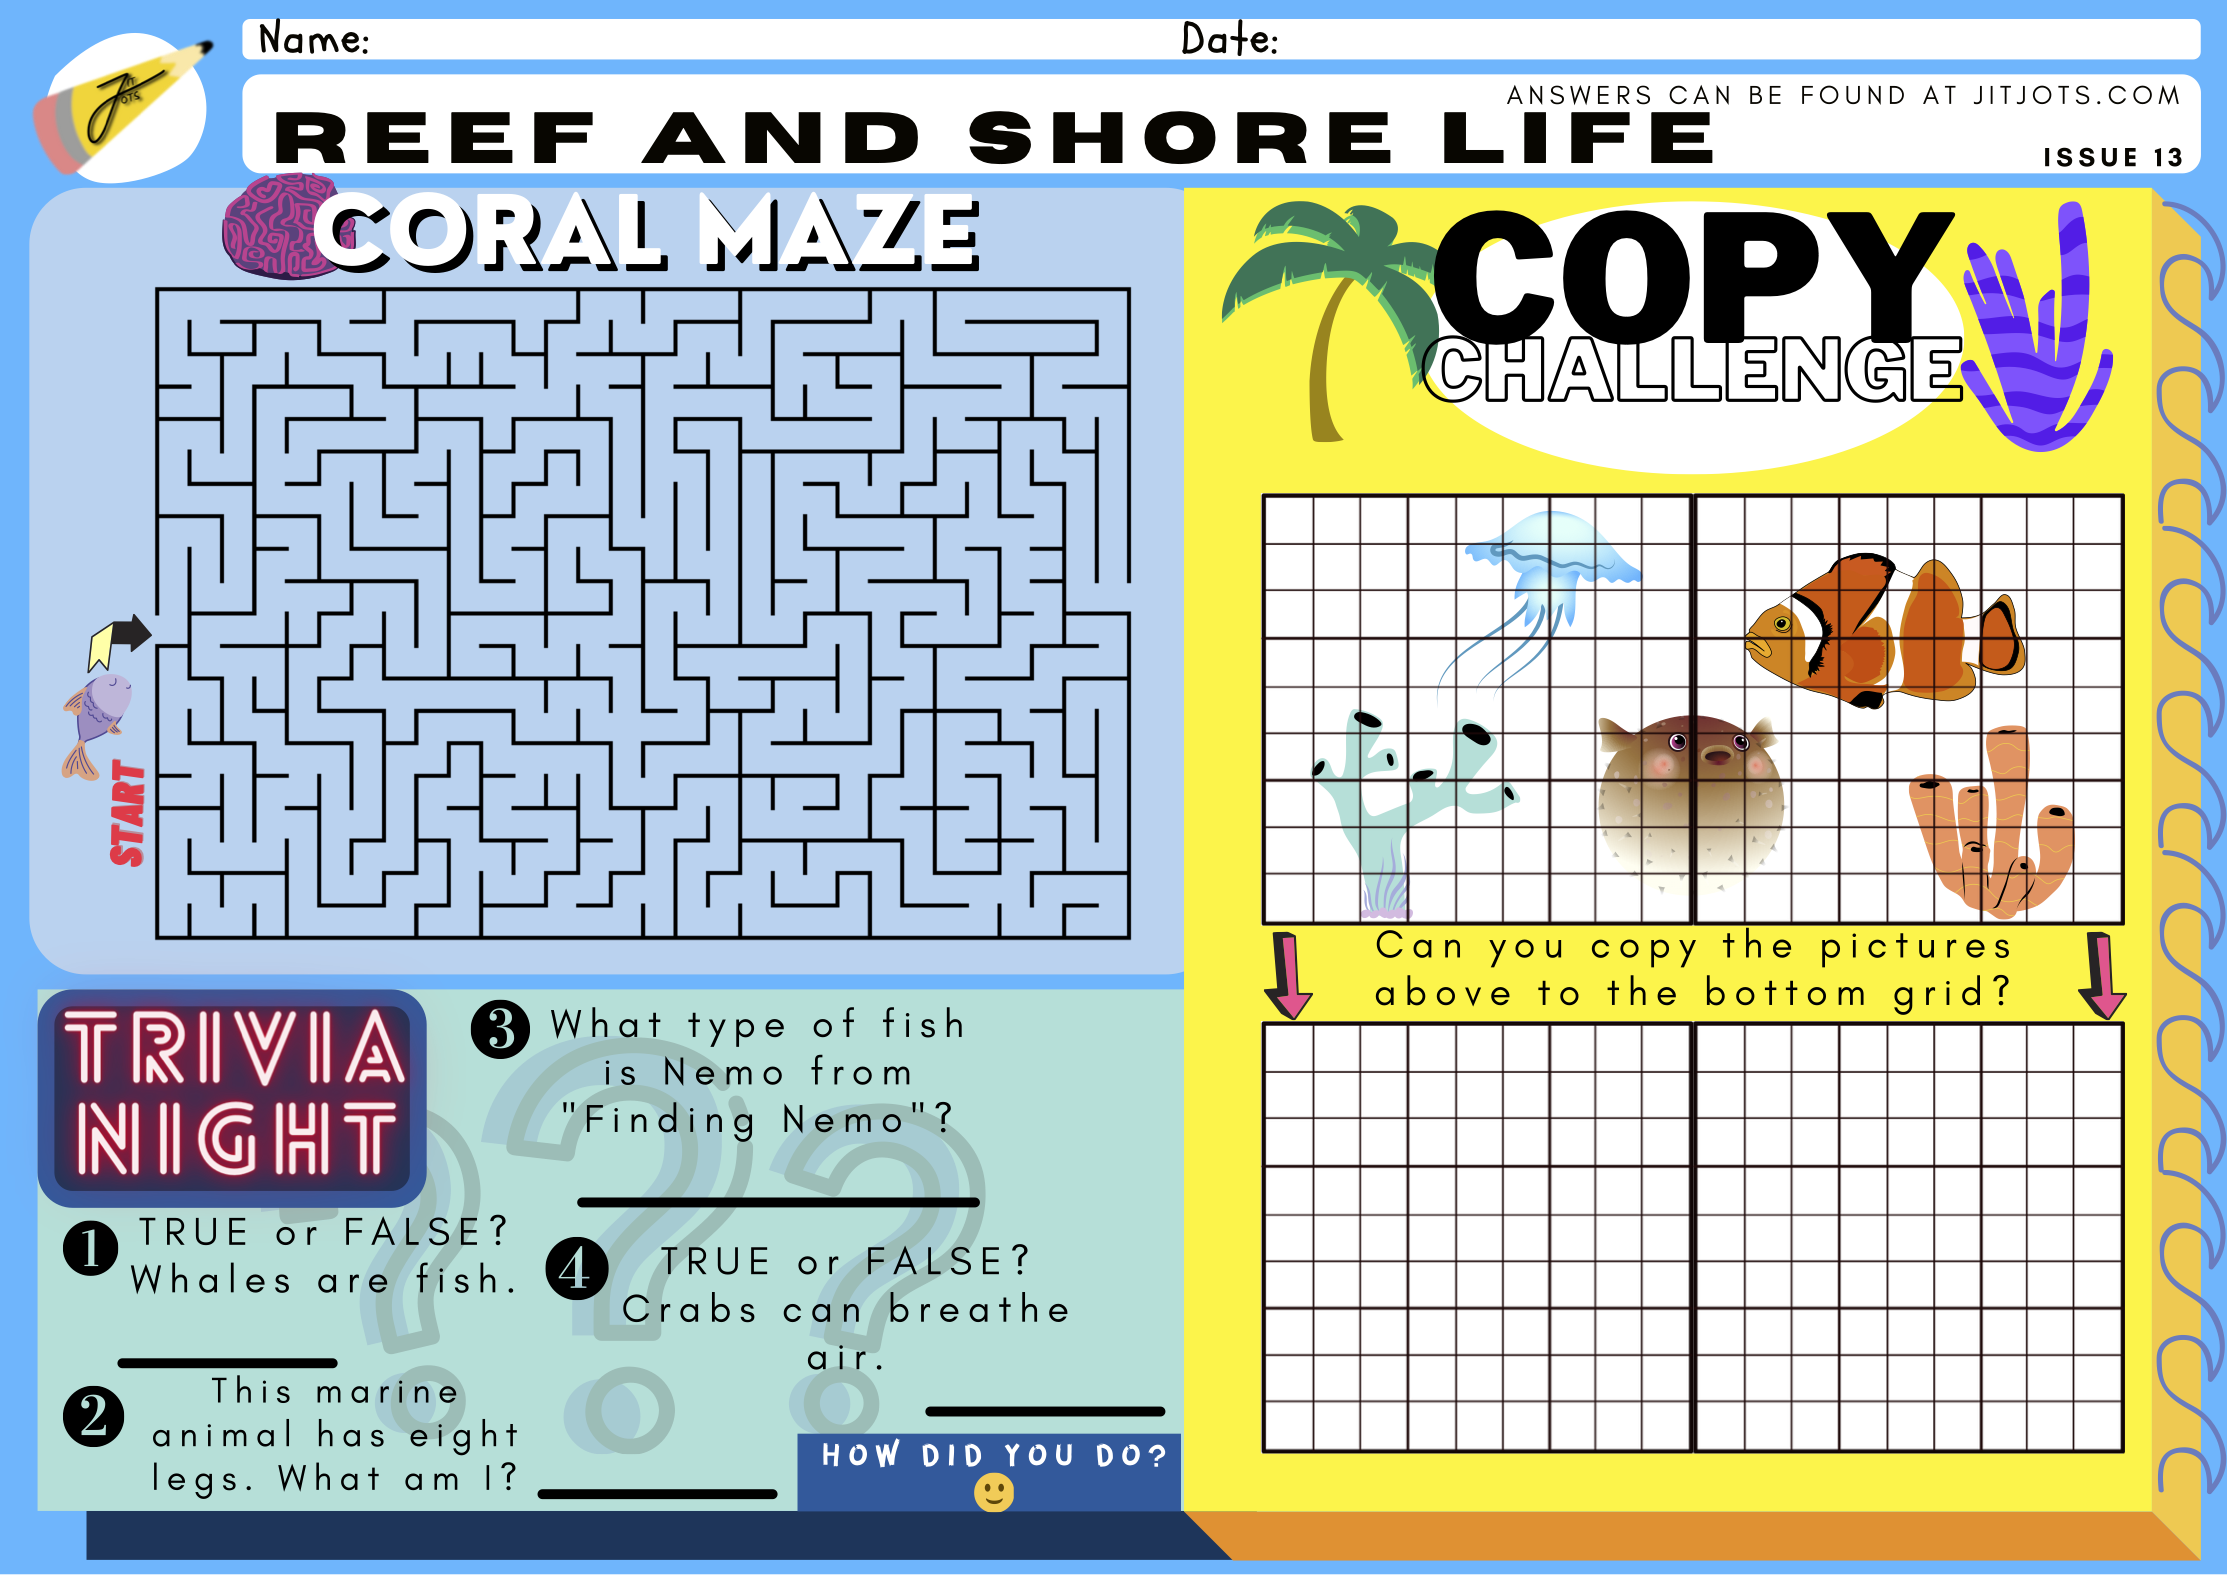 Name:
Date:
ANSWERS CAN BE FOUND AT JITJOTS.COM
REEF AND SHORE LIFE
ISSUE 13
JIT
JOTS
CORAL MAZE
START
COPY
CHALLENGE
Can you copy the pictures
above to the bottom grid?
TRIVIA
NIGHT
1 TRUE or FALSE?
Whales are fish.
2 This marine
animal has eight
legs. What am I?
3 What type of fish
is Nemo from
"Finding Nemo"?
4 TRUE or FALSE?
Crabs can breathe
air.
HOW DID YOU DO?